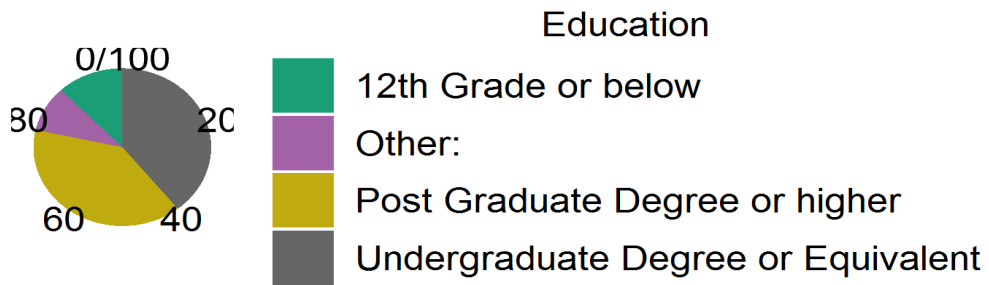 Education
0/100
20
40
60
80
12th Grade or below
Other:
Post Graduate Degree or higher
Undergraduate Degree or Equivalent